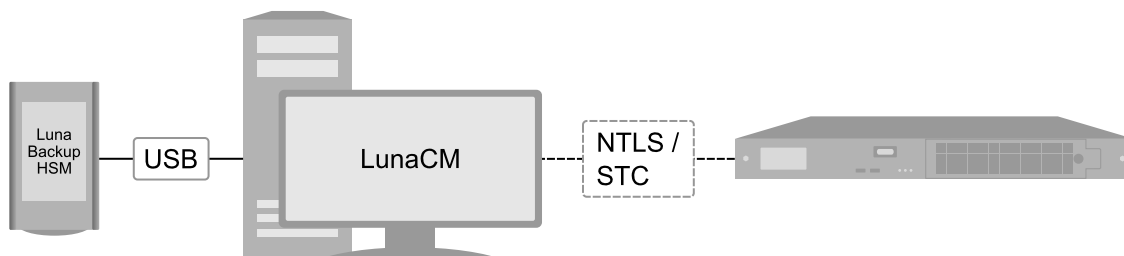 Luna
Backup
HSM
USB
LunaCM
NTLS /
STC